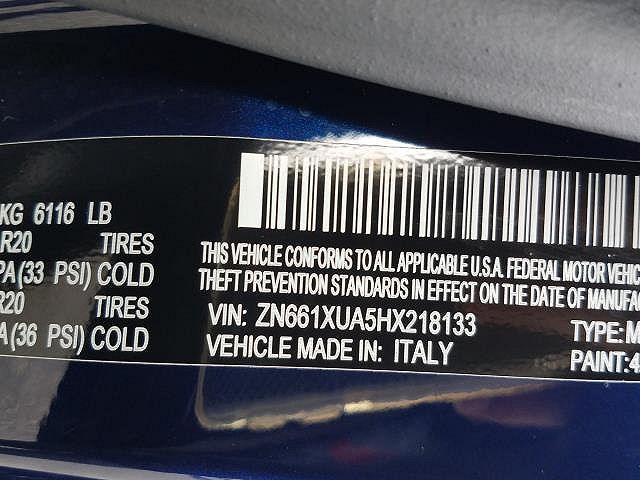 KG 6116 LB
R20 TIRES
PA(33 PSI) COLD
R20 TIRES
A(36 PSI) COLD
THIS VEHICLE CONFORMS TO ALL APPLICABLE U.S.A. FEDERAL MOTOR VEHIC
THEFT PREVENTION STANDARDS IN EFFECT ON THE DATE OF MANUFA
VIN: ZN661XUA5HX218133 TYPE: M
VEHICLE MADE IN: ITALY PAINT: 4